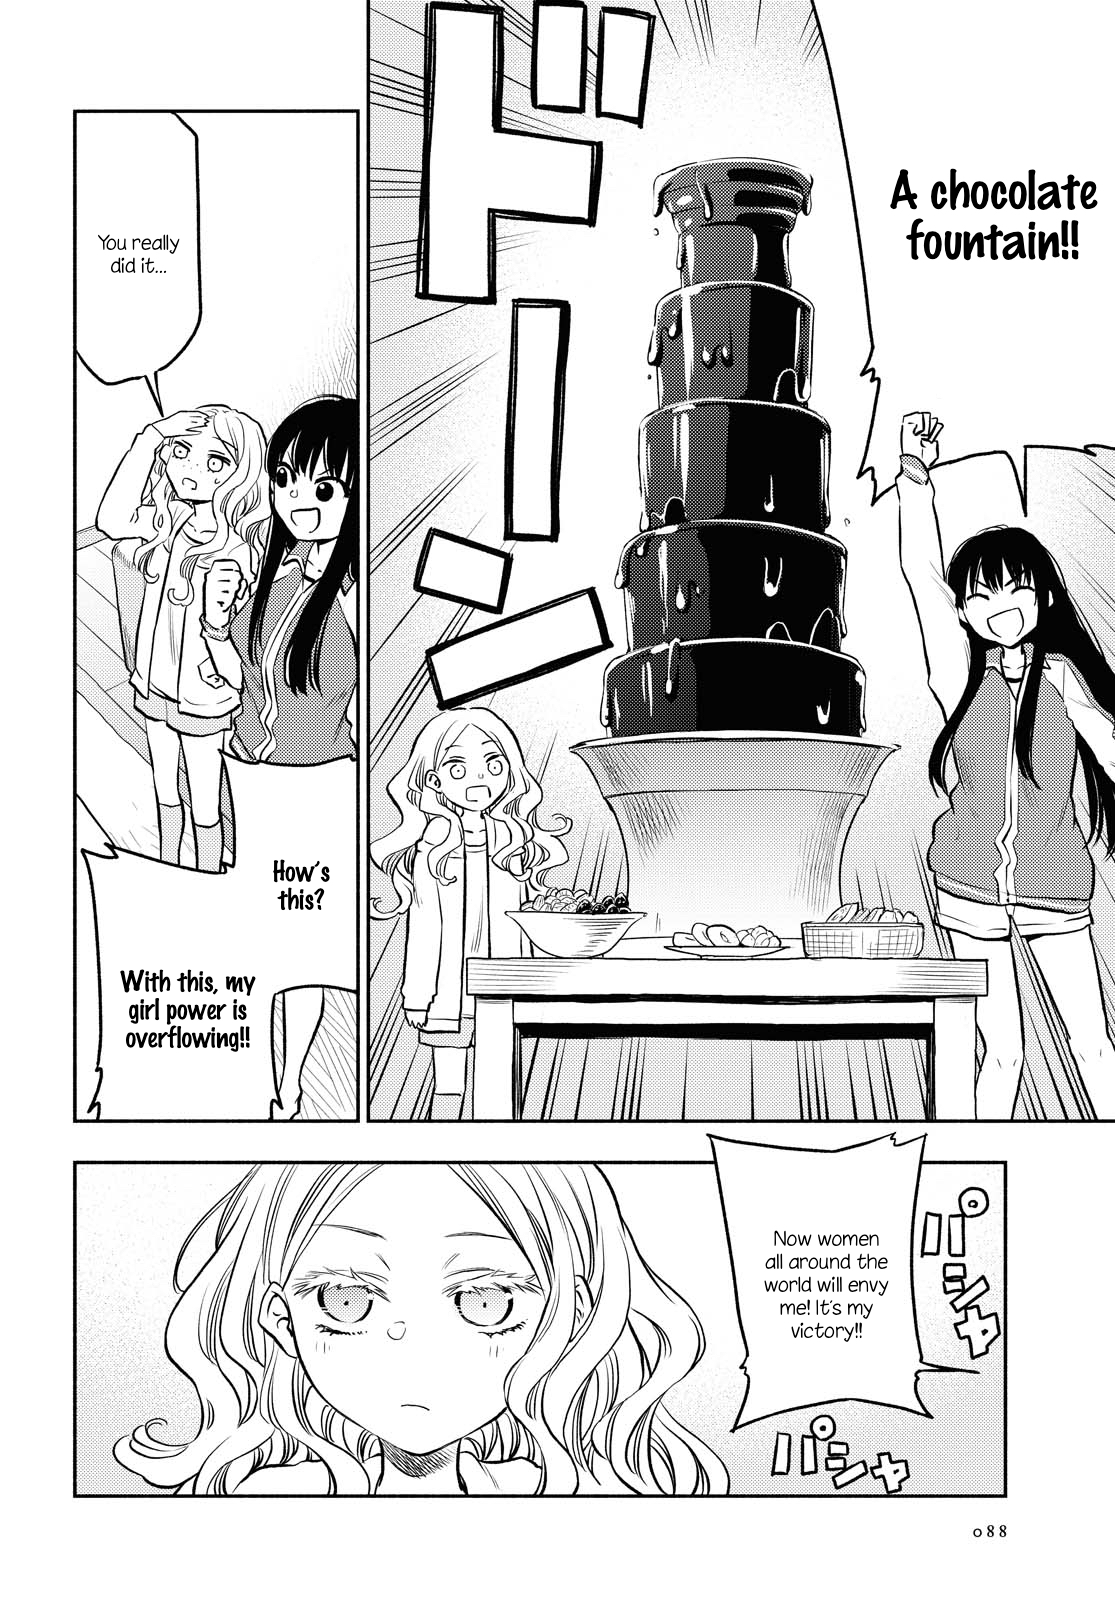 A chocolate
fountain!!
ドドーン
You really
did it...
How's
this?
With this, my
girl power is
overflowing!!
Now women
all around the
world will envy
me! It's my
victory!!
パシャ
パシャ
088